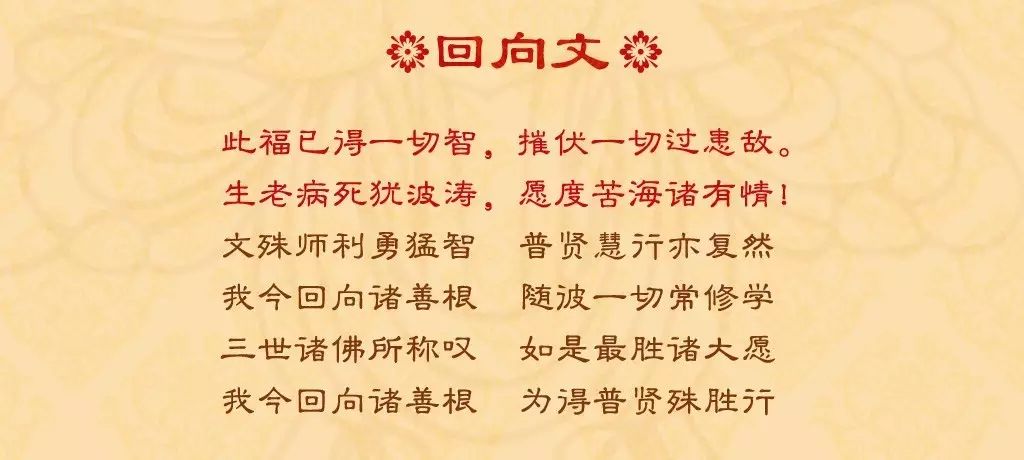 回向文
此福已得一切智，摧伏一切过患敌。
生老病死犹波涛，愿度苦海诸有情！
文殊师利勇猛智 普贤慧行亦复然
我今回向诸善根 随彼一切常修学
三世诸佛所称叹 如是最胜诸大愿
我今回向诸善根 为得普贤殊胜行